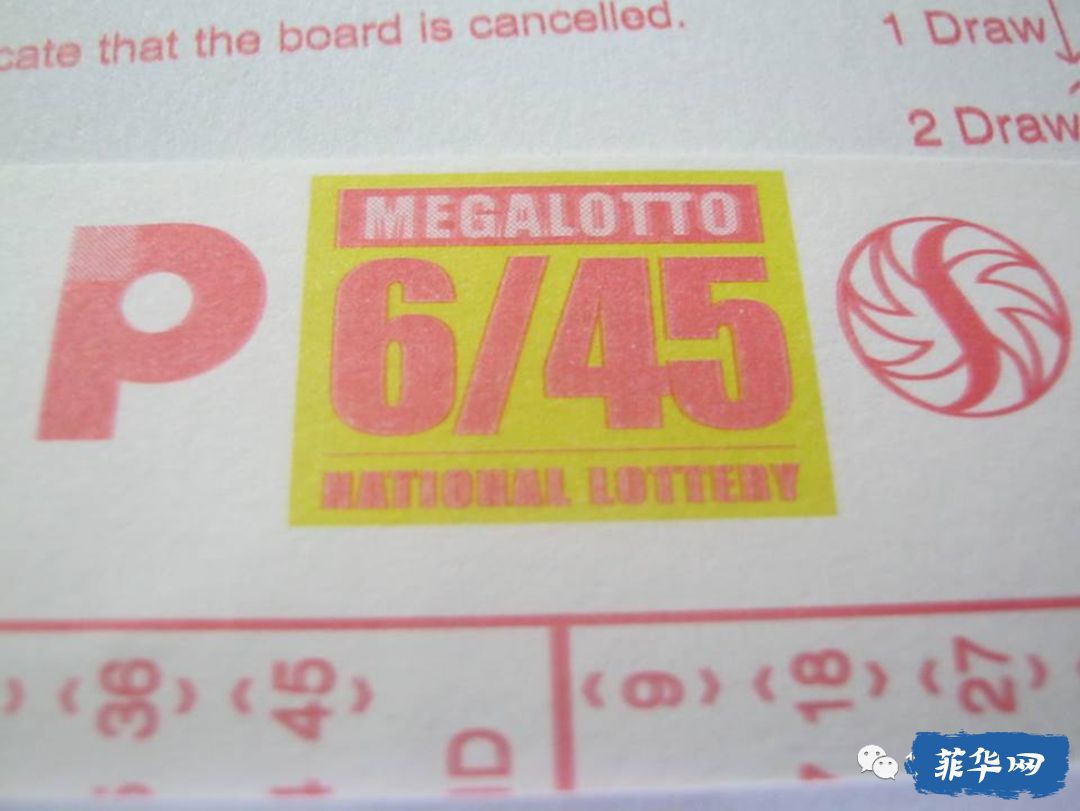 cate that the board is cancelled.
1 Draw
2 Draw
P
MEGALOTTO
6/45
NATIONAL LOTTERY
S
36
45
ID
9
18
27
菲华网